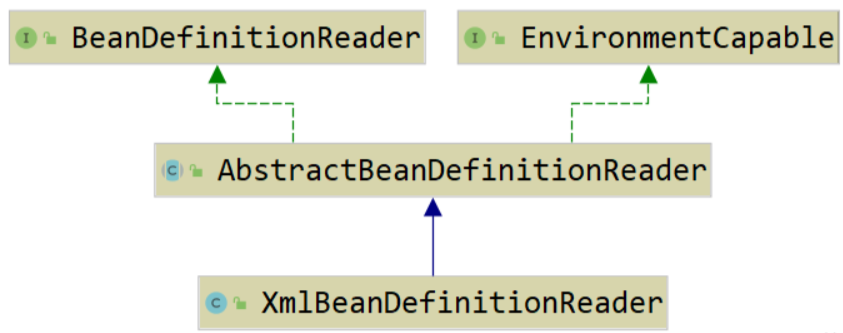 I BeanDefinitionReader
I EnvironmentCapable
C AbstractBeanDefinitionReader
C XmlBeanDefinitionReader